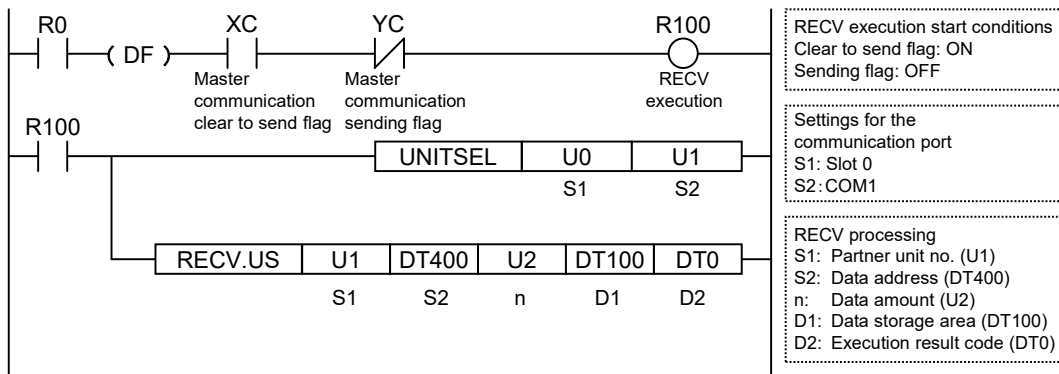 R0
( DF )
XC
YC
R100
Master
communication
clear to send flag
Master
communication
sending flag
RECV
execution
RECV execution start conditions
Clear to send flag: ON
Sending flag: OFF
R100
UNITSEL U0 U1
S1 S2
Settings for the
communication port
S1: Slot 0
S2:COM1
RECV.US U1 DT400 U2 DT100 DT0
S1 S2 n D1 D2
RECV processing
S1: Partner unit no. (U1)
S2: Data address (DT400)
n: Data amount (U2)
D1: Data storage area (DT100)
D2: Execution result code (DT0)